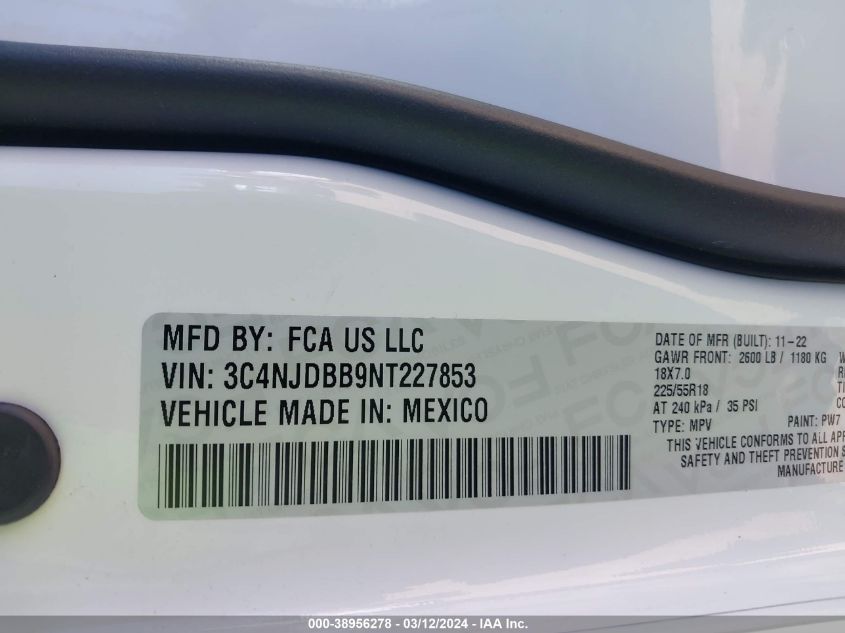 MFD BY: FCA US LLC
VIN: 3C4NJDBB9NT227853
VEHICLE MADE IN: MEXICO
DATE OF MFR (BUILT): 11-22
GAWR FRONT: 2600 LB / 1180 KG
18X7.0
225/55R18
AT 240 kPa / 35 PSI
TYPE: MPV PAINT: PW7
THIS VEHICLE CONFORMS TO ALL APP
SAFETY AND THEFT PREVENTION S
MANUFACTURE
000-38956278 - 03/12/2024 - IAA Inc.